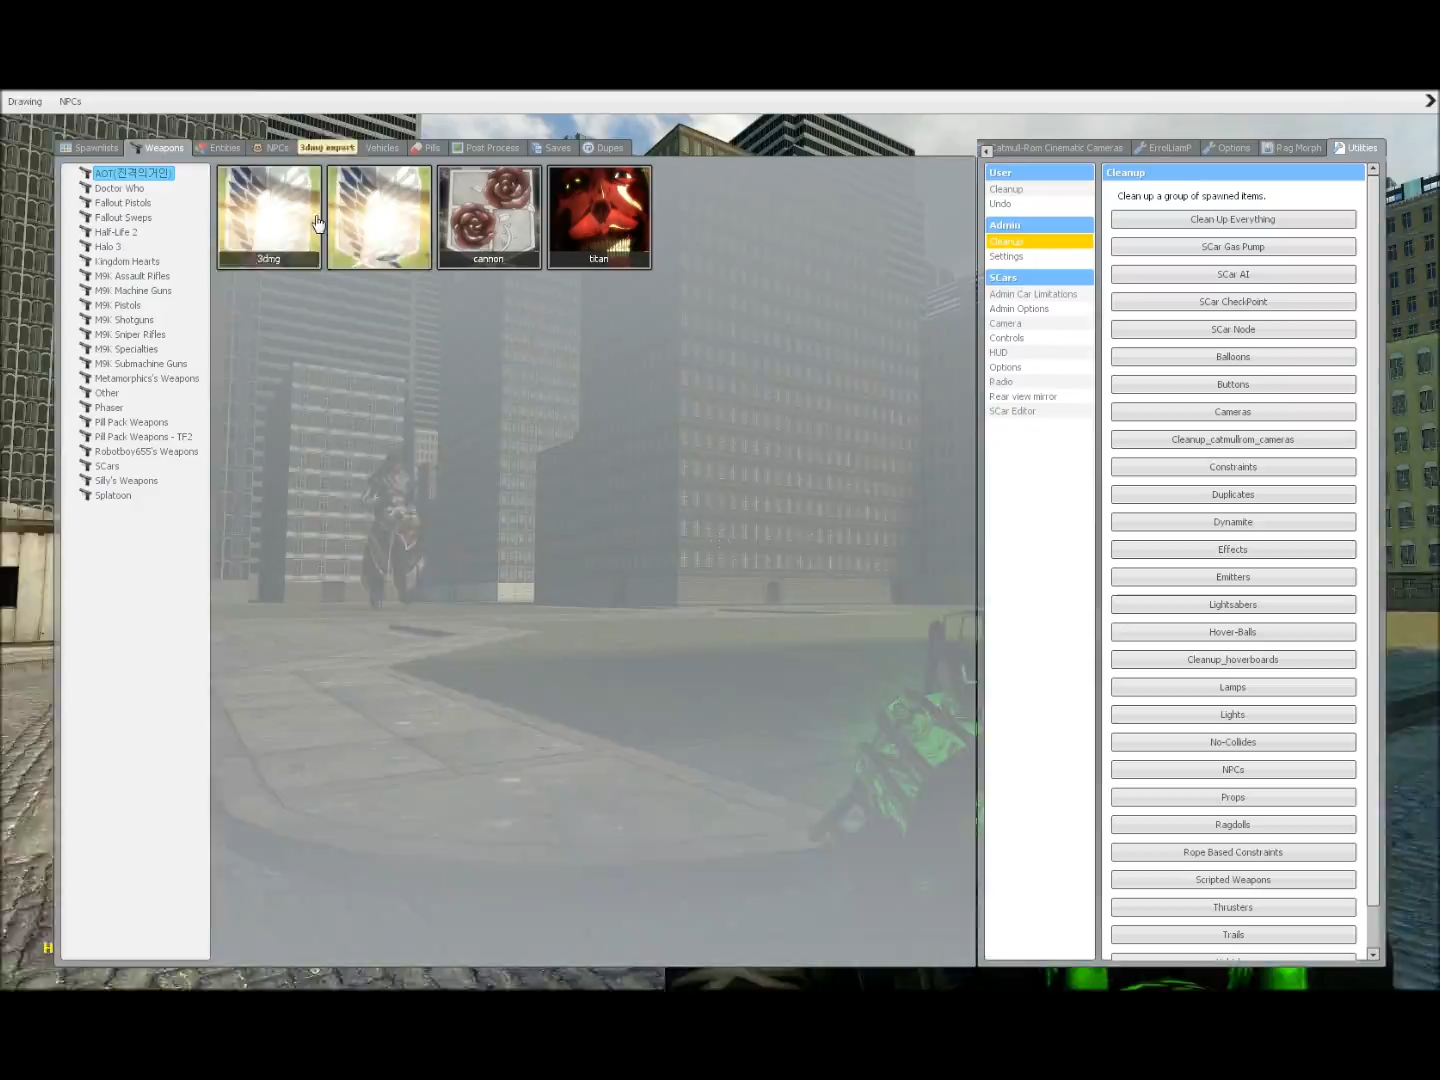 Drawing NPCs
Spawnlists Weapons Entities NPCs Vehicles Pills Post Process Saves Dupes
3dmg expert
Catmull-Rom Cinematic Cameras ErrolLiamP Options Rag Morph Utilities
AOT(진격의거인)
Doctor Who
Fallout Pistols
Fallout Sweps
Half-Life 2
Halo 3
Kingdom Hearts
M9K Assault Rifles
M9K Machine Guns
M9K Pistols
M9K Shotguns
M9K Sniper Rifles
M9K Specialties
M9K Submachine Guns
Metamorphics's Weapons
Other
Phaser
Pill Pack Weapons
Pill Pack Weapons - TF2
Robotboy655's Weapons
SCars
Silly's Weapons
Splatoon
3dmg
cannon
titan
User
Cleanup
Undo
Admin
Cleanup
Settings
SCars
Admin Car Limitations
Admin Options
Camera
Controls
HUD
Options
Radio
Rear view mirror
SCar Editor
Cleanup
Clean up a group of spawned items.
Clean Up Everything
SCar Gas Pump
SCar AI
SCar CheckPoint
SCar Node
Balloons
Buttons
Cameras
Cleanup_catmullrom_cameras
Constraints
Duplicates
Dynamite
Effects
Emitters
Lightsabers
Hover-Balls
Cleanup_hoverboards
Lamps
Lights
No-Collides
NPCs
Props
Ragdolls
Rope Based Constraints
Scripted Weapons
Thrusters
Trails
H